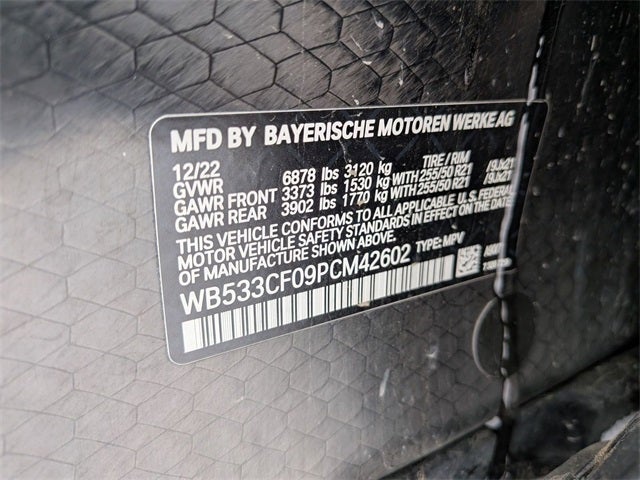 MFD BY BAYERISCHE MOTOREN WERKE AG
12/22 TIRE / RIM
GVWR 6878 lbs 3120 kg
GAWR FRONT 3373 lbs 1530 kg WITH 255/50 R21 /9Jx21
GAWR REAR 3902 lbs 1770 kg WITH 255/50 R21 /9Jx21
THIS VEHICLE CONFORMS TO ALL APPLICABLE U.S. FEDERAL
MOTOR VEHICLE SAFETY STANDARDS IN EFFECT ON THE DATE
OF MANUFACTURE SHOWN ABOVE.
WB533CF09PCM42602 TYPE: MPV